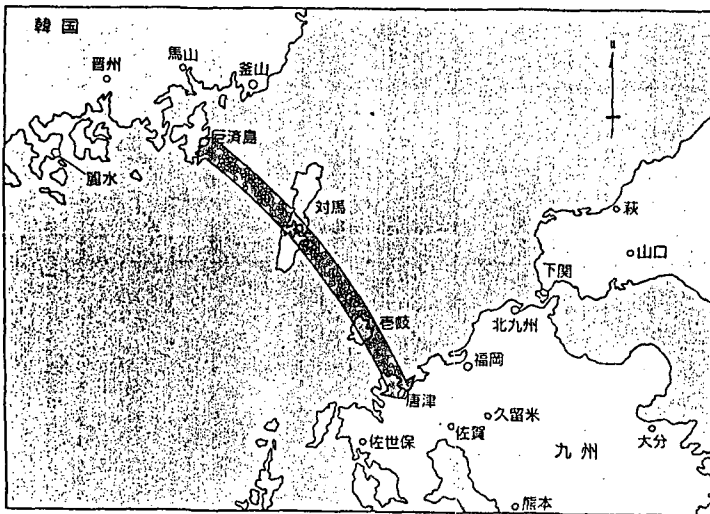 韓国
晋州
馬山
釜山
巨済島
麗水
対馬
萩
山口
下関
壱岐
北九州
福岡
唐津
久留米
佐賀
佐世保
九州
大分
熊本